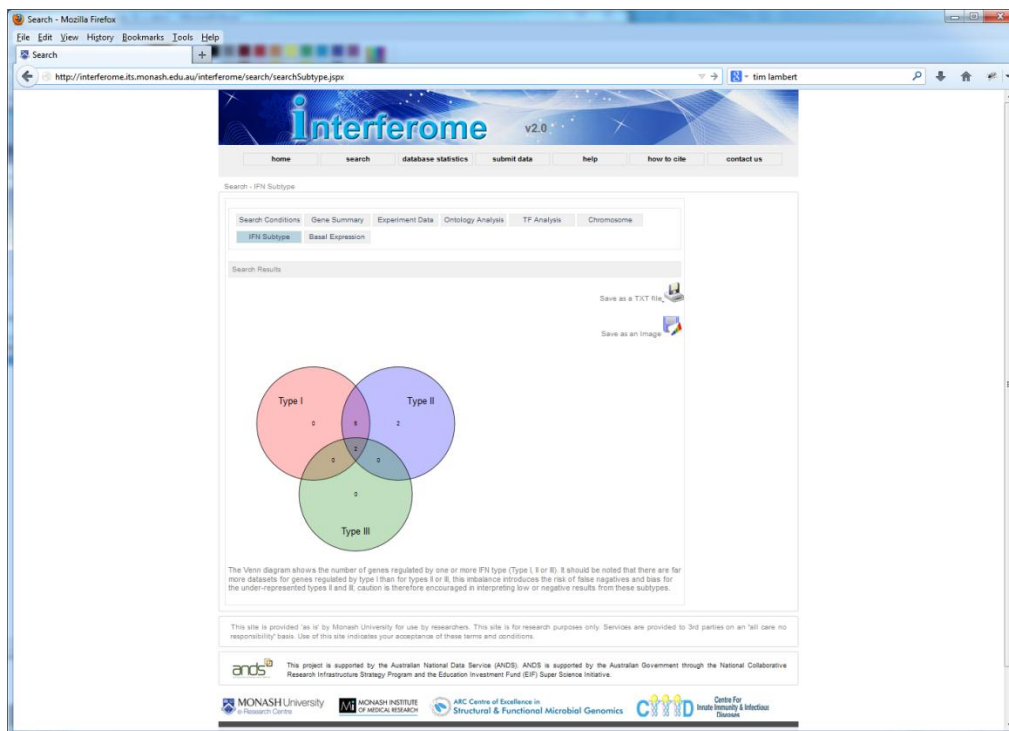 Search - Mozilla Firefox
File Edit View History Bookmarks Tools Help
Search +
http://interferome.its.monash.edu.au/interferome/search/searchSubtype.jspx
tim lambert
interferome v2.0
home search database statistics submit data help how to cite contact us
Search - IFN Subtype
Search Conditions Gene Summary Experiment Data Ontology Analysis TF Analysis Chromosome
IFN Subtype Basal Expression
Search Results
Save as a TXT file
Save as an Image
Type I Type II
0 2
2
0 0
0
Type III
The Venn diagram shows the number of genes regulated by one or more IFN type (Type I, II or III). It should be noted that there are far
more datasets for genes regulated by type I than for types II or III, this imbalance introduces the risk of false nagatives and bias for
the under-represented types II and III, caution is therefore encouraged in interpreting low or negative results from these subtypes.
This site is provided 'as is' by Monash University for use by researchers. This site is for research purposes only. Services are provided to 3rd parties on an "all care no
responsibility" basis. Use of this site indicates your acceptance of these terms and conditions.
ands
This project is supported by the Australian National Data Service (ANDS). ANDS is supported by the Australian Government through the National Collaborative
Research Infrastructure Strategy Program and the Education Investment Fund (EIF) Super Science Initiative.
MONASH University
e-Research Centre
Mi MONASH INSTITUTE
OF MEDICAL RESEARCH
ARC Centre of Excellence in
Structural & Functional Microbial Genomics
Centre For
Innate Immunity & Infectious
Disease